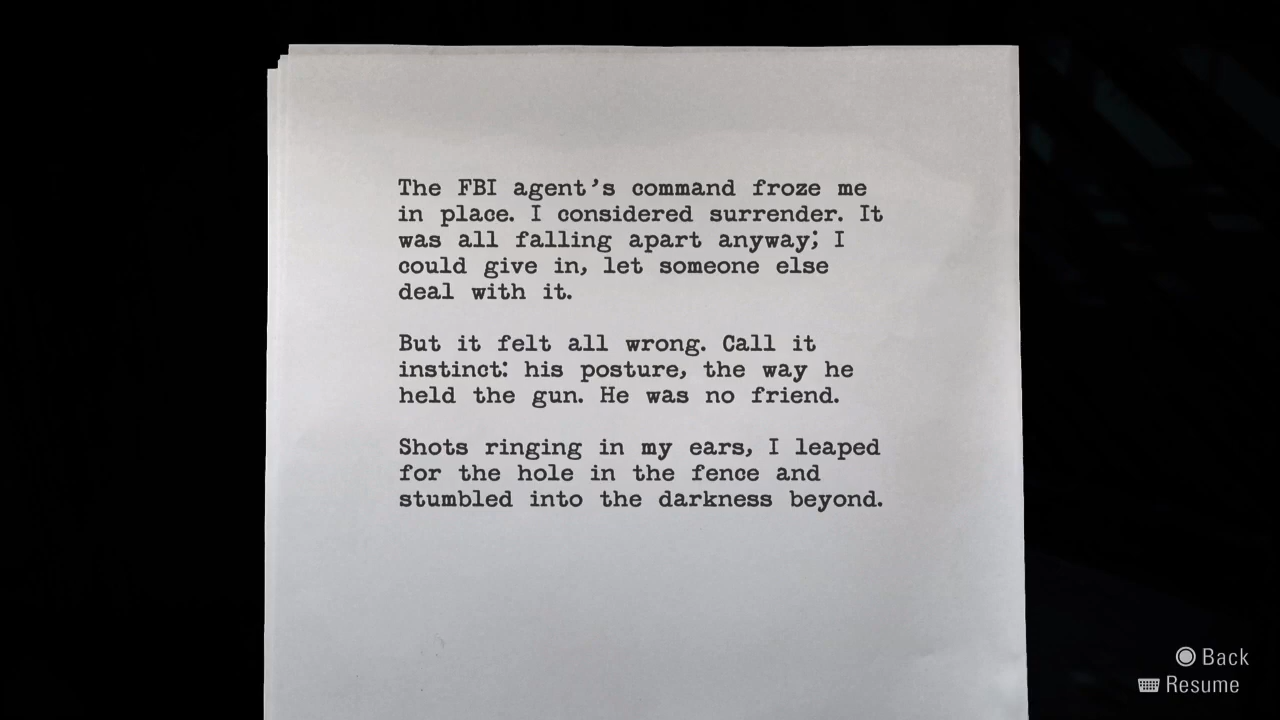 The FBI agent's command froze me
in place. I considered surrender. It
was all falling apart anyway; I
could give in, let someone else
deal with it.
But it felt all wrong. Call it
instinct: his posture, the way he
held the gun. He was no friend.
Shots ringing in my ears, I leaped
for the hole in the fence and
stumbled into the darkness beyond.
Back
Resume